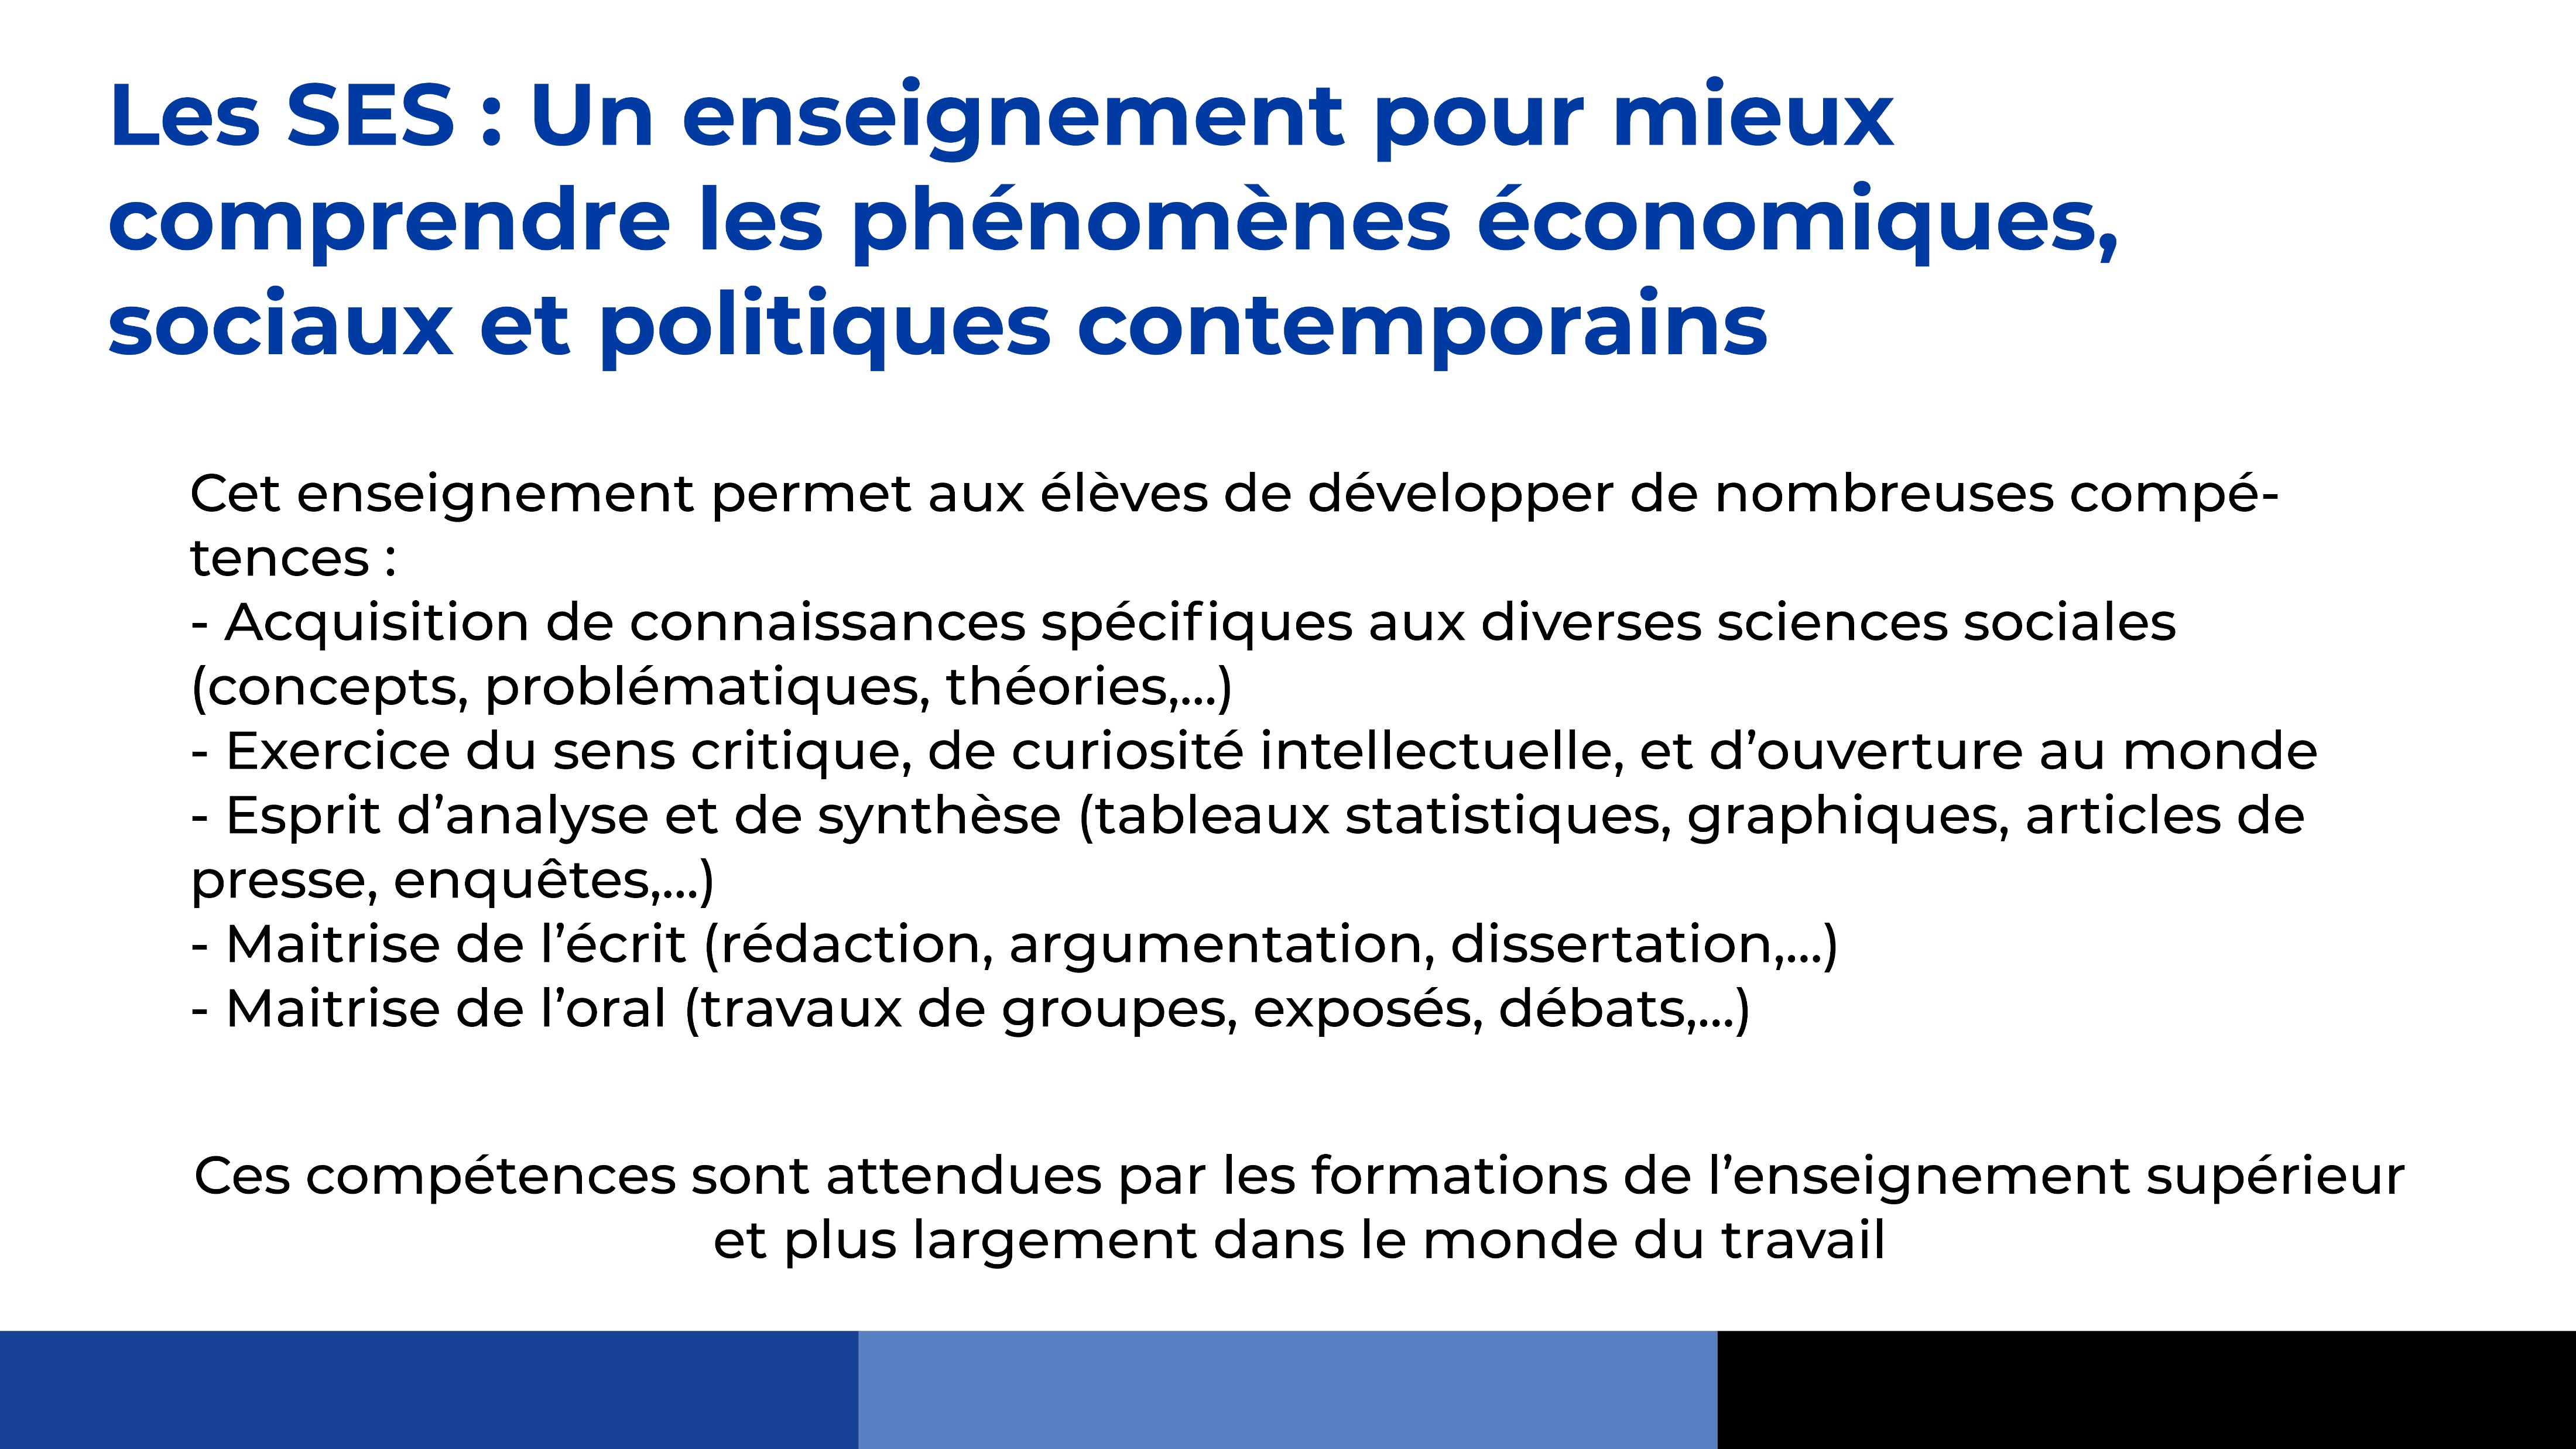 Les SES : Un enseignement pour mieux
comprendre les phénomènes économiques,
sociaux et politiques contemporains
Cet enseignement permet aux élèves de développer de nombreuses compé-
tences :
- Acquisition de connaissances spécifiques aux diverses sciences sociales
(concepts, problématiques, théories,...)
- Exercice du sens critique, de curiosité intellectuelle, et d’ouverture au monde
- Esprit d’analyse et de synthèse (tableaux statistiques, graphiques, articles de
presse, enquêtes,...)
- Maitrise de l’écrit (rédaction, argumentation, dissertation,...)
- Maitrise de l’oral (travaux de groupes, exposés, débats,...)
Ces compétences sont attendues par les formations de l’enseignement supérieur
et plus largement dans le monde du travail